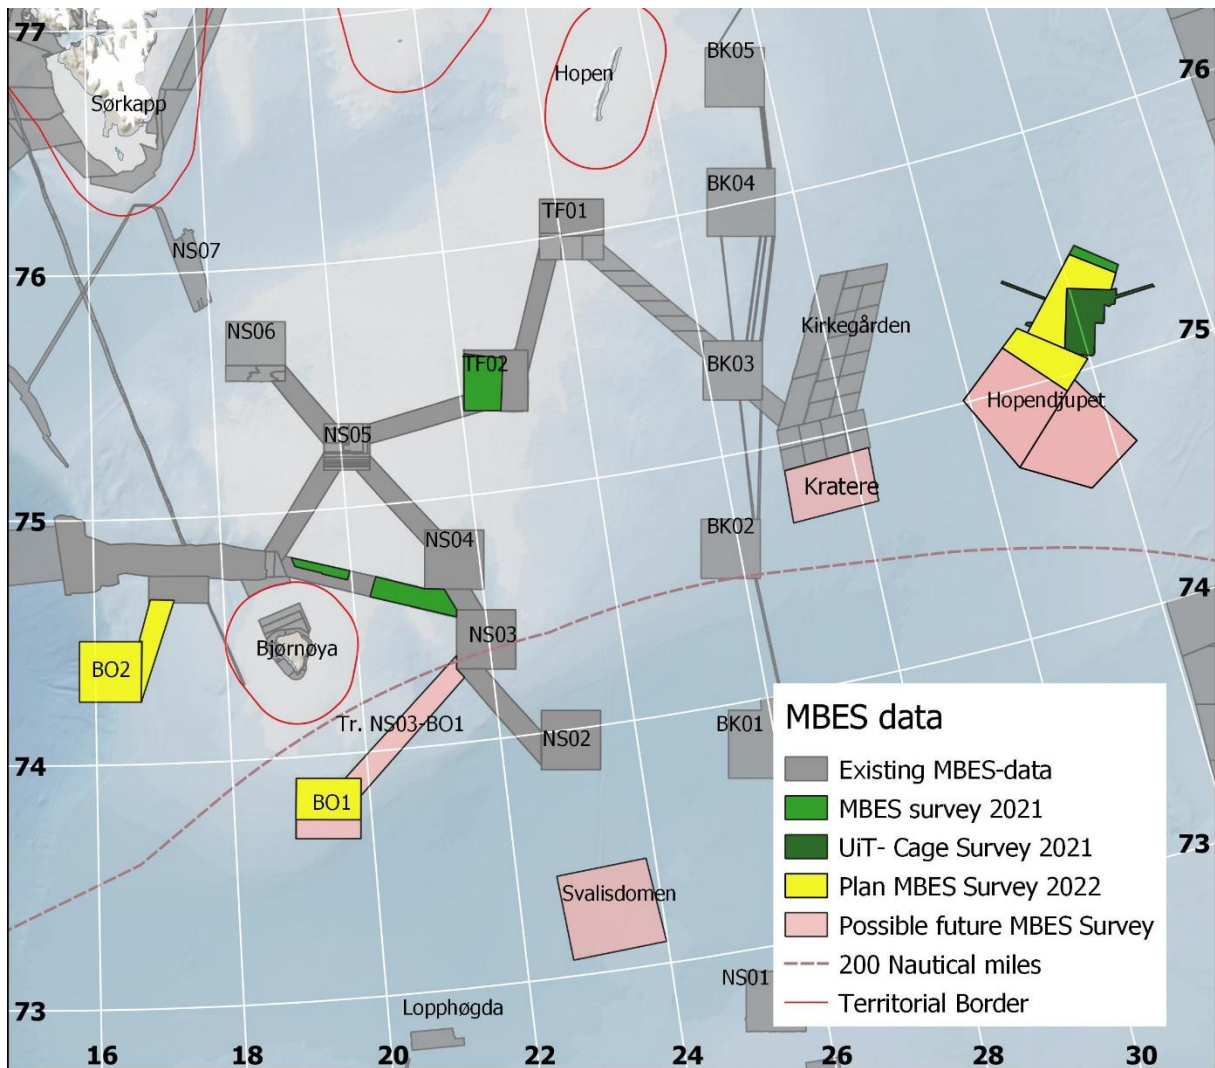 77
Sørkapp
Hopen
BK05
76
BK04
TF01
NS07
76
Kirkegården
75
NS06
TF02
BK03
Hopendjupet
NS05
Kratere
75
BK02
NS04
74
Bjørnøya
NS03
BO2
Tr. NS03-BO1
NS02
BK01
74
BO1
MBES data
Existing MBES-data
MBES survey 2021
UiT- Cage Survey 2021
Plan MBES Survey 2022
Possible future MBES Survey
200 Nautical miles
Territorial Border
73
Svalisdomen
NS01
Lopphøgda
73
16
18
20
22
24
26
28
30